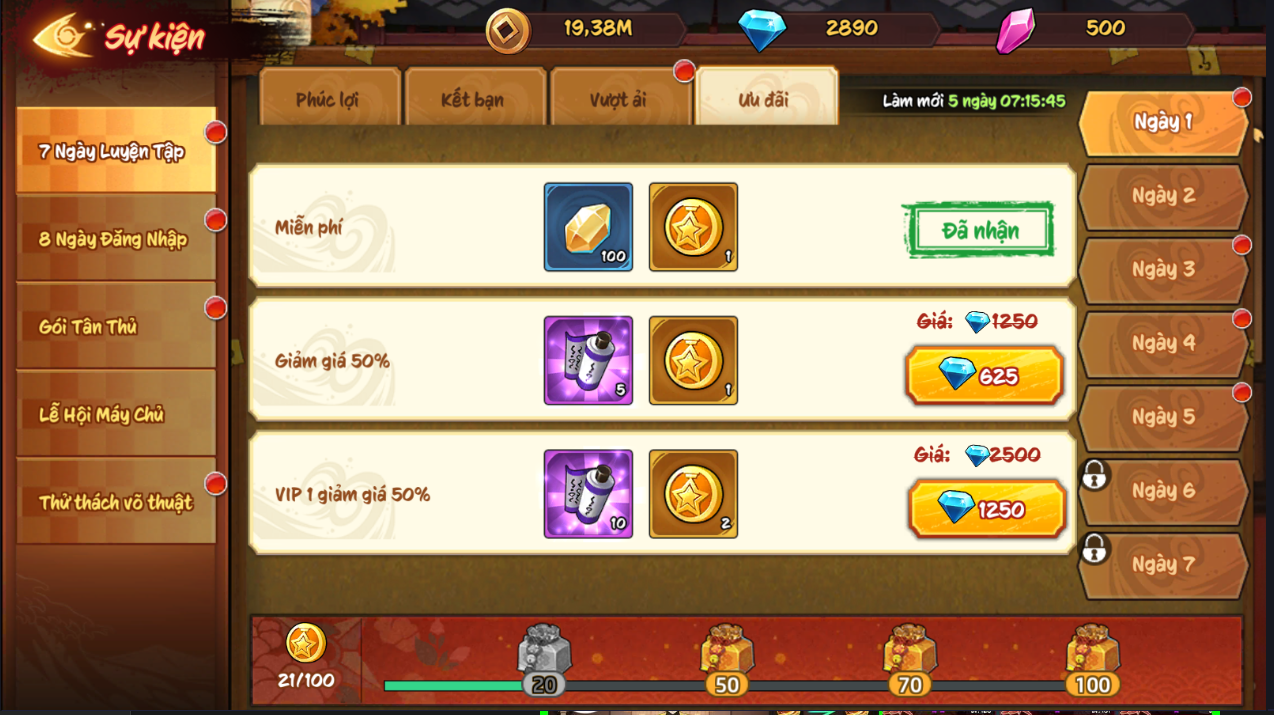 Sự kiện
19,38M
2890
500
Phúc lợi
Kết bạn
Vượt ải
Ưu đãi
Làm mới 5 ngày 07:15:45
7 Ngày Luyện Tập
8 Ngày Đăng Nhập
Gói Tân Thủ
Lễ Hội Máy Chủ
Thử thách võ thuật
Miễn phí
100
1
Đã nhận
Giảm giá 50%
5
1
Giá: 1250
625
VIP 1 giảm giá 50%
10
2
Giá: 2500
1250
Ngày 1
Ngày 2
Ngày 3
Ngày 4
Ngày 5
Ngày 6
Ngày 7
21/100
20
50
70
100